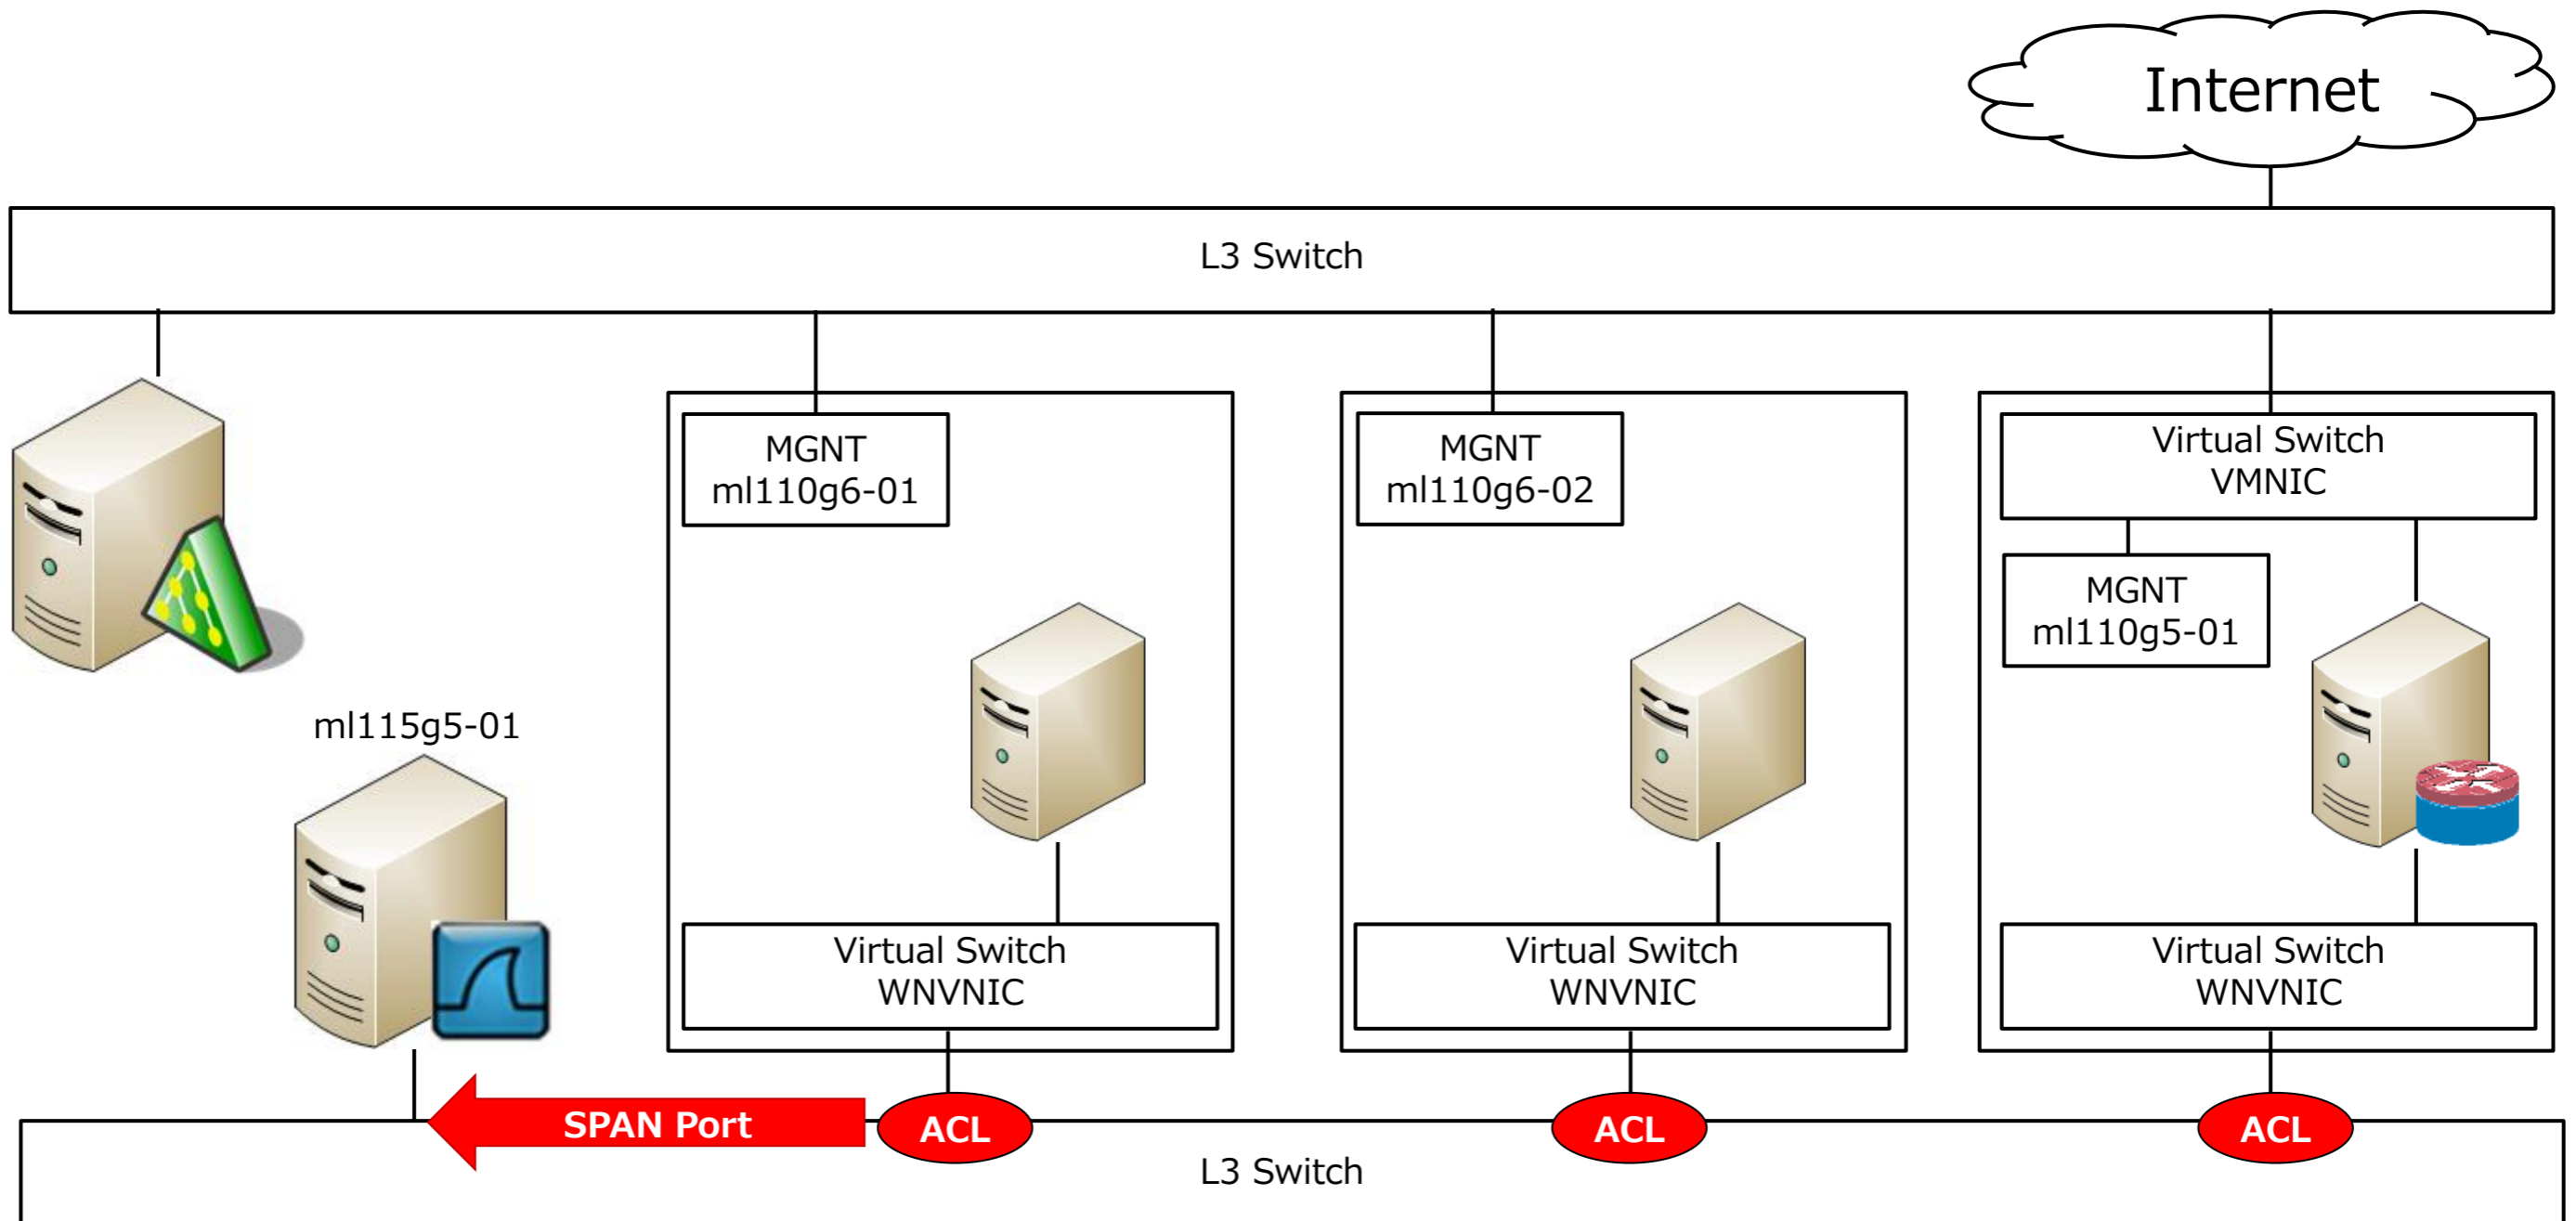 Internet
L3 Switch
MGNT
ml110g6-01
MGNT
ml110g6-02
Virtual Switch
VMNIC
MGNT
ml110g5-01
ml115g5-01
Virtual Switch
WNVNIC
Virtual Switch
WNVNIC
Virtual Switch
WNVNIC
SPAN Port
ACL
ACL
ACL
L3 Switch